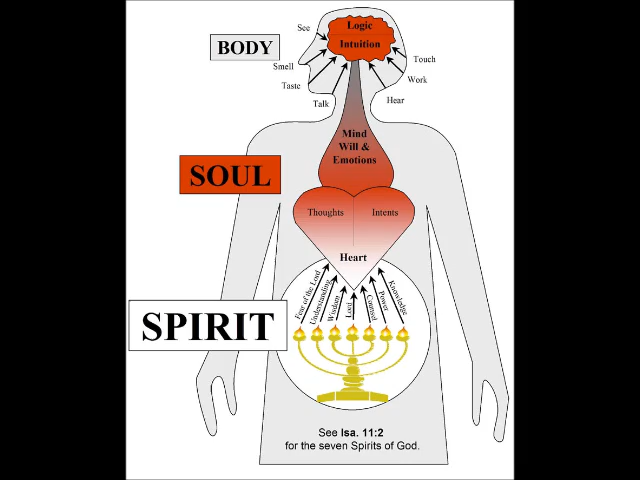 See
Logic
Intuition
BODY
Smell
Touch
Taste
Work
Talk
Hear
Mind
Will &
Emotions
SOUL
Thoughts
Intents
Heart
Fear of the Lord
Understanding
Wisdom
Lord
Counsel
Power
Knowledge
SPIRIT
See Isa. 11:2
for the seven Spirits of God.